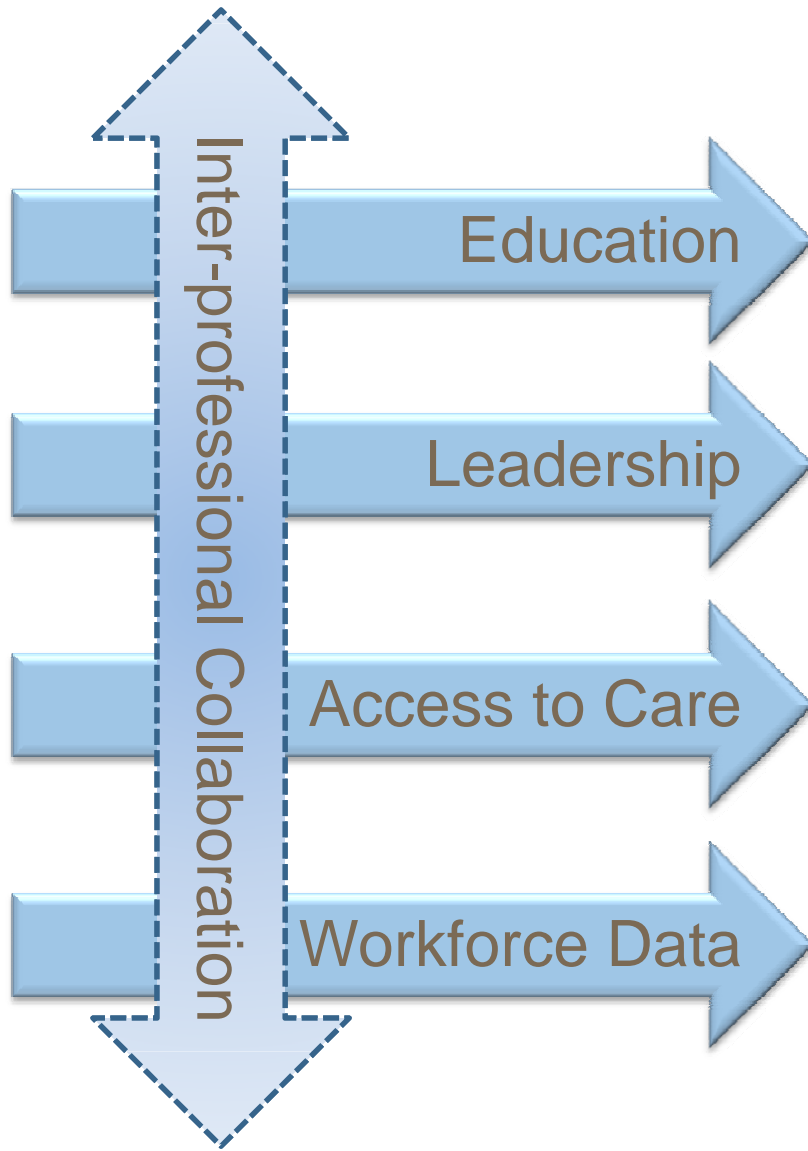 Inter-professional Collaboration
Education
Leadership
Access to Care
Workforce Data